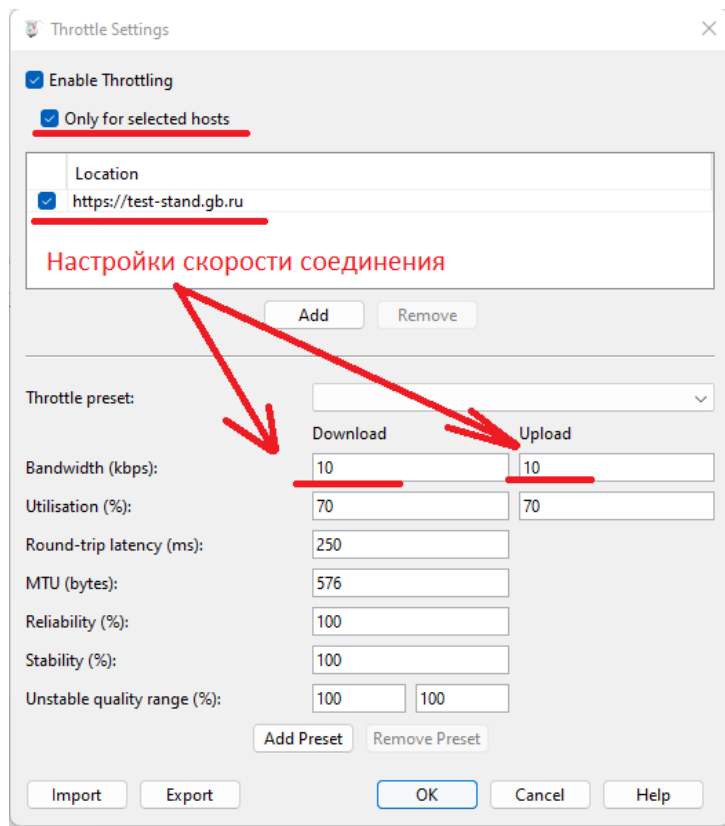 Throttle Settings
Enable Throttling
Only for selected hosts
Location
https://test-stand.gb.ru
Настройки скорости соединения
Add Remove
Throttle preset:
Download Upload
Bandwidth (kbps): 10 10
Utilisation (%): 70 70
Round-trip latency (ms): 250
MTU (bytes): 576
Reliability (%): 100
Stability (%): 100
Unstable quality range (%): 100 100
Add Preset Remove Preset
Import Export OK Cancel Help